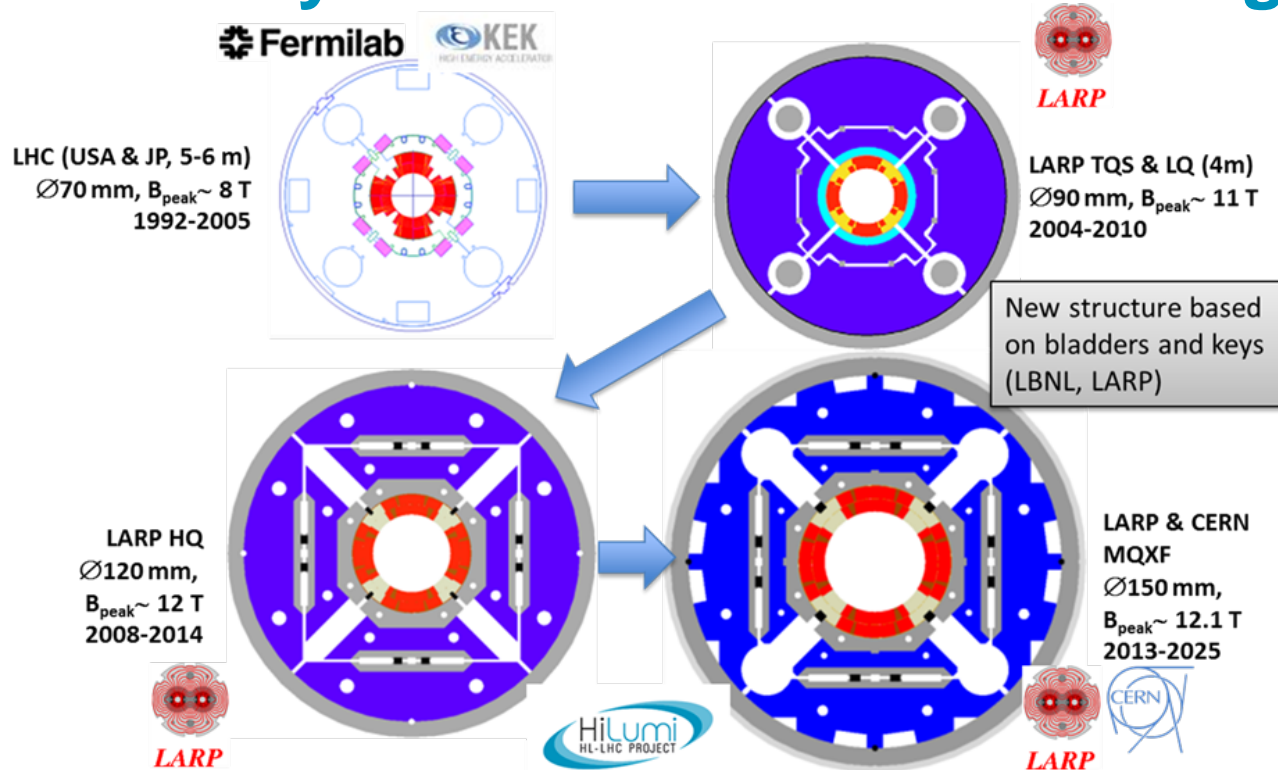 Fermilab
KEK
HIGH ENERGY ACCELERATOR
LARP
LHC (USA & JP, 5-6 m)
∅70 mm, Bpeak~ 8 T
1992-2005
LARP TQS & LQ (4m)
∅90 mm, Bpeak~ 11 T
2004-2010
New structure based
on bladders and keys
(LBNL, LARP)
LARP HQ
∅120 mm,
Bpeak~ 12 T
2008-2014
LARP & CERN
MQXF
∅150 mm,
Bpeak~ 12.1 T
2013-2025
LARP
HiLumi
HL-LHC PROJECT
LARP
CERN